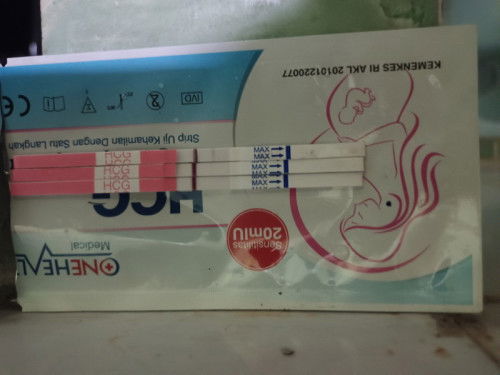 KEMENKES RI AKL 20101220077
IVD
CE
Strip Uji Kehamilan Dengan Satu Langkah
HCG
MAX
HCG
MAX
HCG
MAX
HCG
Sensitivitas
20mIU
ONEHEAL
Medical